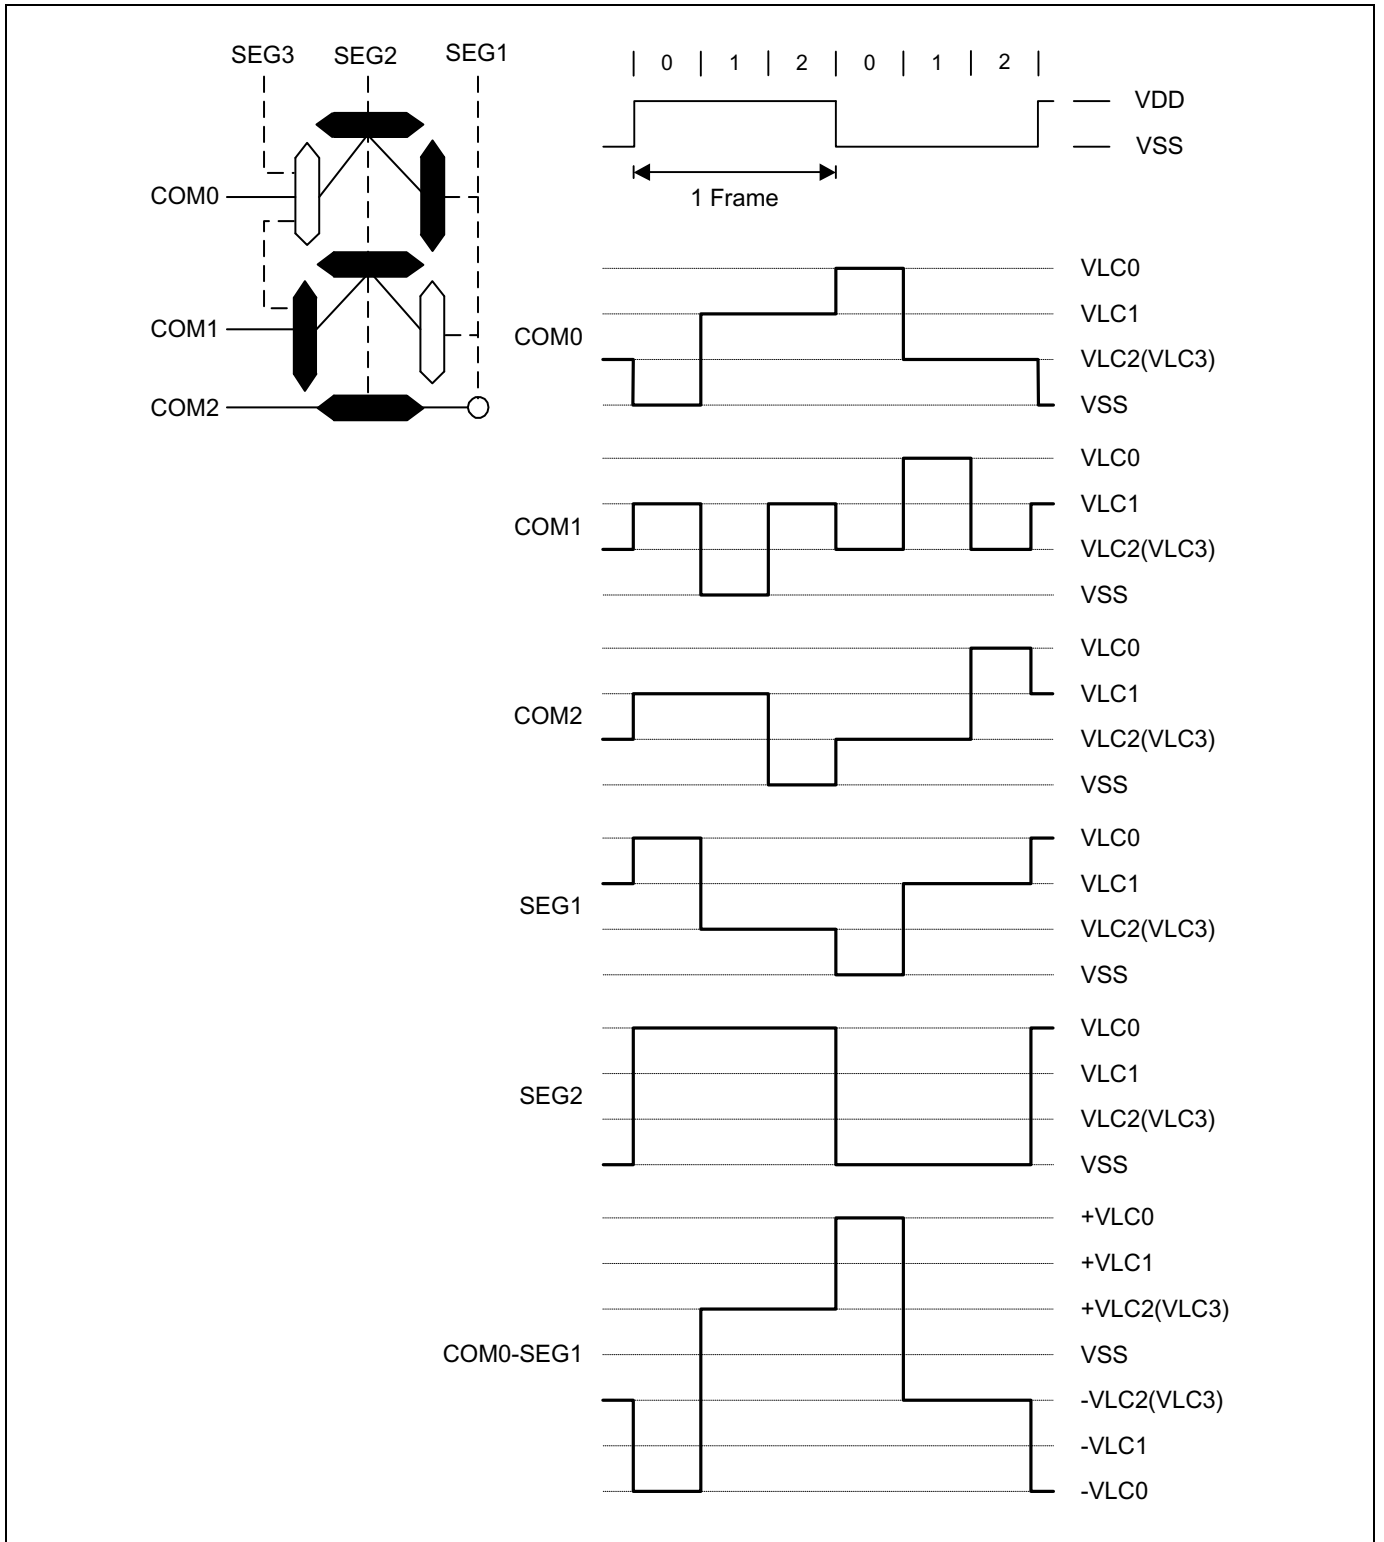 SEG3 SEG2 SEG1
COM0
COM1
COM2
0 1 2 0 1 2
VDD
VSS
1 Frame
COM0
VLC0
VLC1
VLC2(VLC3)
VSS
COM1
VLC0
VLC1
VLC2(VLC3)
VSS
COM2
VLC0
VLC1
VLC2(VLC3)
VSS
SEG1
VLC0
VLC1
VLC2(VLC3)
VSS
SEG2
VLC0
VLC1
VLC2(VLC3)
VSS
COM0-SEG1
+VLC0
+VLC1
+VLC2(VLC3)
VSS
-VLC2(VLC3)
-VLC1
-VLC0